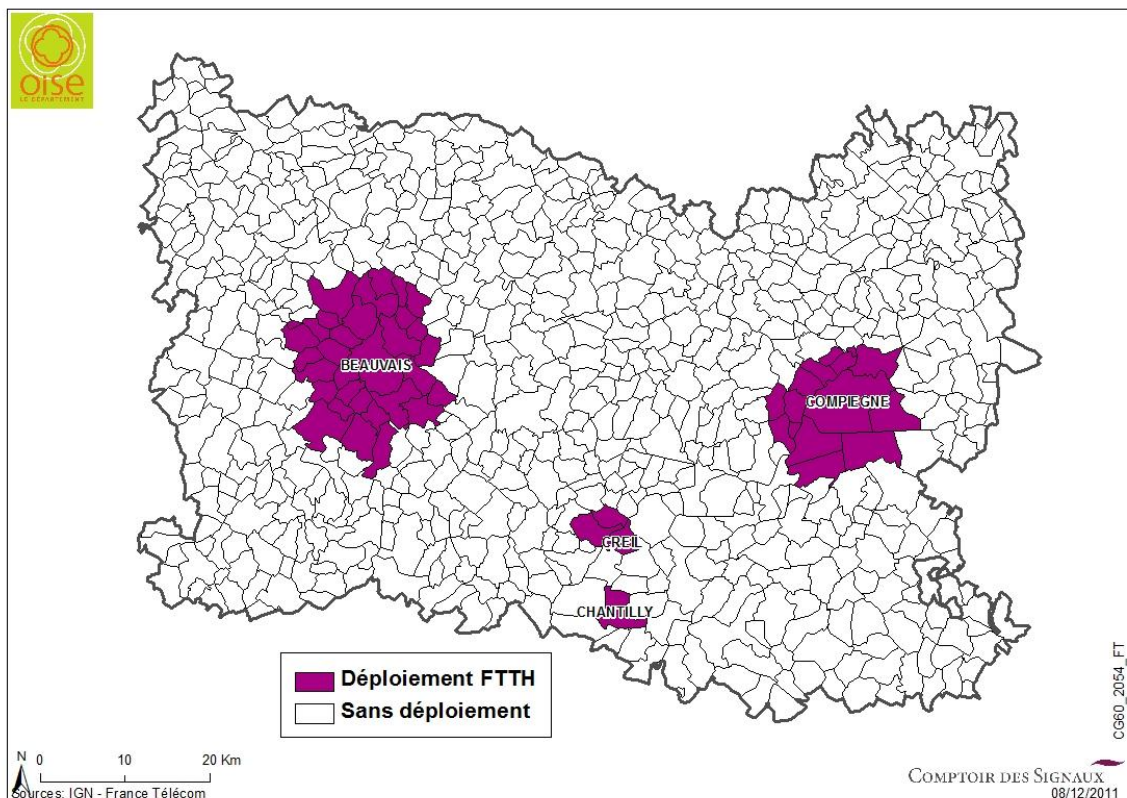 oise
LE DÉPARTEMENT
BEAUVAIS
COMPIEGNE
CREIL
CHANTILLY
Déploiement FTTH
Sans déploiement
N 0 10 20 Km
Sources: IGN - France Télécom
COMPTOIR DES SIGNAUX
08/12/2011
CG60_2054_FT